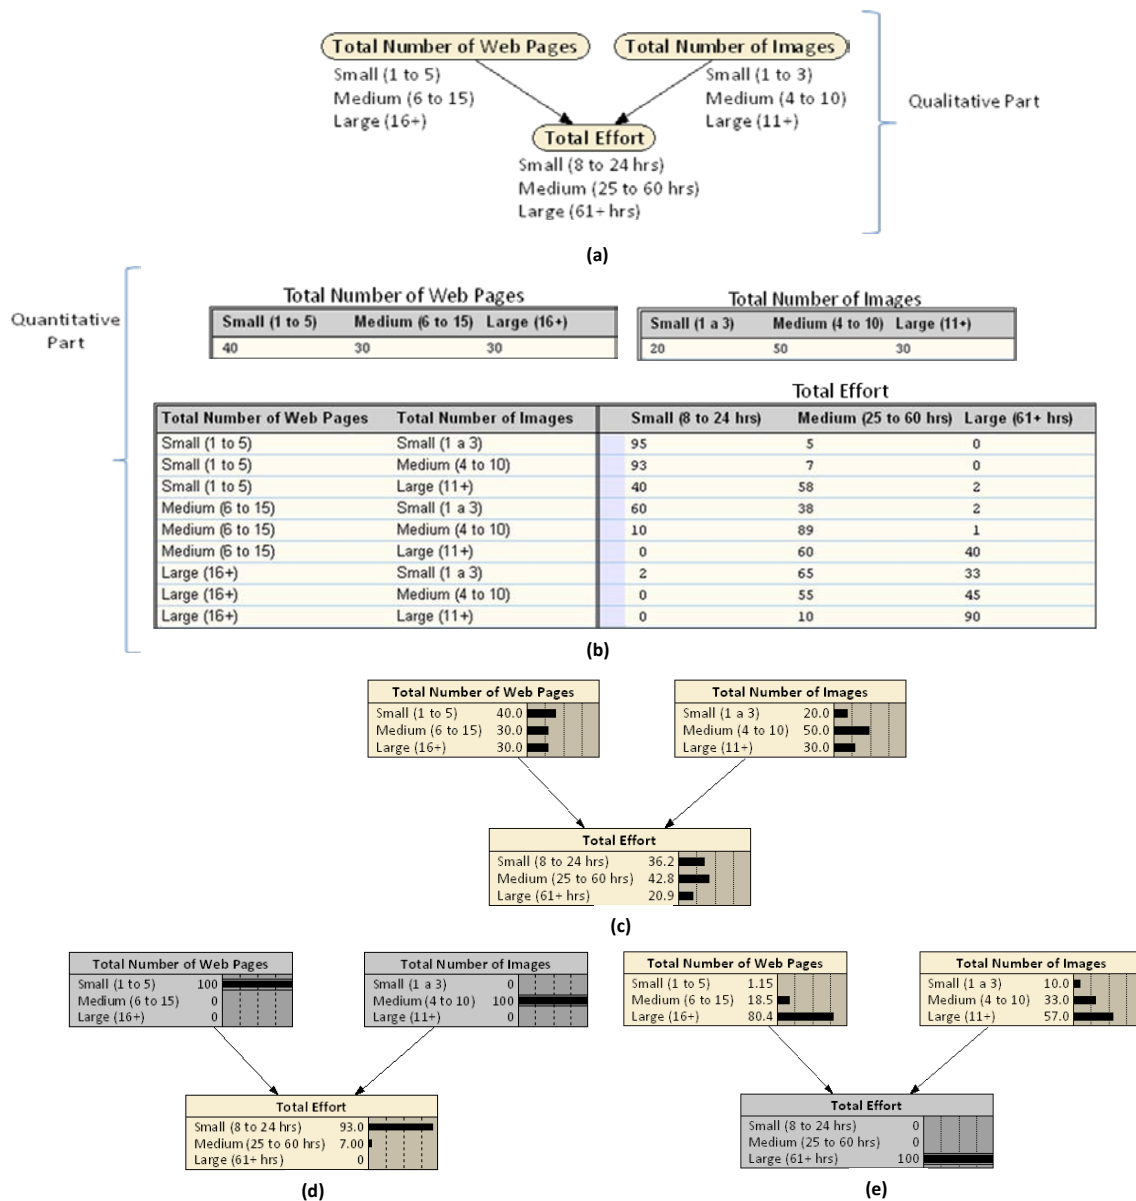 Total Number of Web Pages
Total Number of Images
Small (1 to 5)
Medium (6 to 15)
Large (16+)
Small (1 to 3)
Medium (4 to 10)
Large (11+)
Qualitative Part
Total Effort
Small (8 to 24 hrs)
Medium (25 to 60 hrs)
Large (61+ hrs)
(a)
Quantitative
Part
Total Number of Web Pages
Small (1 to 5) Medium (6 to 15) Large (16+)
40 30 30
Total Number of Images
Small (1 a 3) Medium (4 to 10) Large (11+)
20 50 30
Total Effort
Total Number of Web Pages Total Number of Images Small (8 to 24 hrs) Medium (25 to 60 hrs) Large (61+ hrs)
Small (1 to 5) Small (1 a 3) 95 5 0
Small (1 to 5) Medium (4 to 10) 93 7 0
Small (1 to 5) Large (11+) 40 58 2
Medium (6 to 15) Small (1 a 3) 60 38 2
Medium (6 to 15) Medium (4 to 10) 10 89 1
Medium (6 to 15) Large (11+) 0 60 40
Large (16+) Small (1 a 3) 2 65 33
Large (16+) Medium (4 to 10) 0 55 45
Large (16+) Large (11+) 0 10 90
(b)
Total Number of Web Pages
Small (1 to 5) 40.0
Medium (6 to 15) 30.0
Large (16+) 30.0
Total Number of Images
Small (1 a 3) 20.0
Medium (4 to 10) 50.0
Large (11+) 30.0
Total Effort
Small (8 to 24 hrs) 36.2
Medium (25 to 60 hrs) 42.8
Large (61+ hrs) 20.9
(c)
Total Number of Web Pages
Small (1 to 5) 100
Medium (6 to 15) 0
Large (16+) 0
Total Number of Images
Small (1 a 3) 0
Medium (4 to 10) 100
Large (11+) 0
Total Effort
Small (8 to 24 hrs) 93.0
Medium (25 to 60 hrs) 7.00
Large (61+ hrs) 0
(d)
Total Number of Web Pages
Small (1 to 5) 1.15
Medium (6 to 15) 18.5
Large (16+) 80.4
Total Number of Images
Small (1 a 3) 10.0
Medium (4 to 10) 33.0
Large (11+) 57.0
Total Effort
Small (8 to 24 hrs) 0
Medium (25 to 60 hrs) 0
Large (61+ hrs) 100
(e)